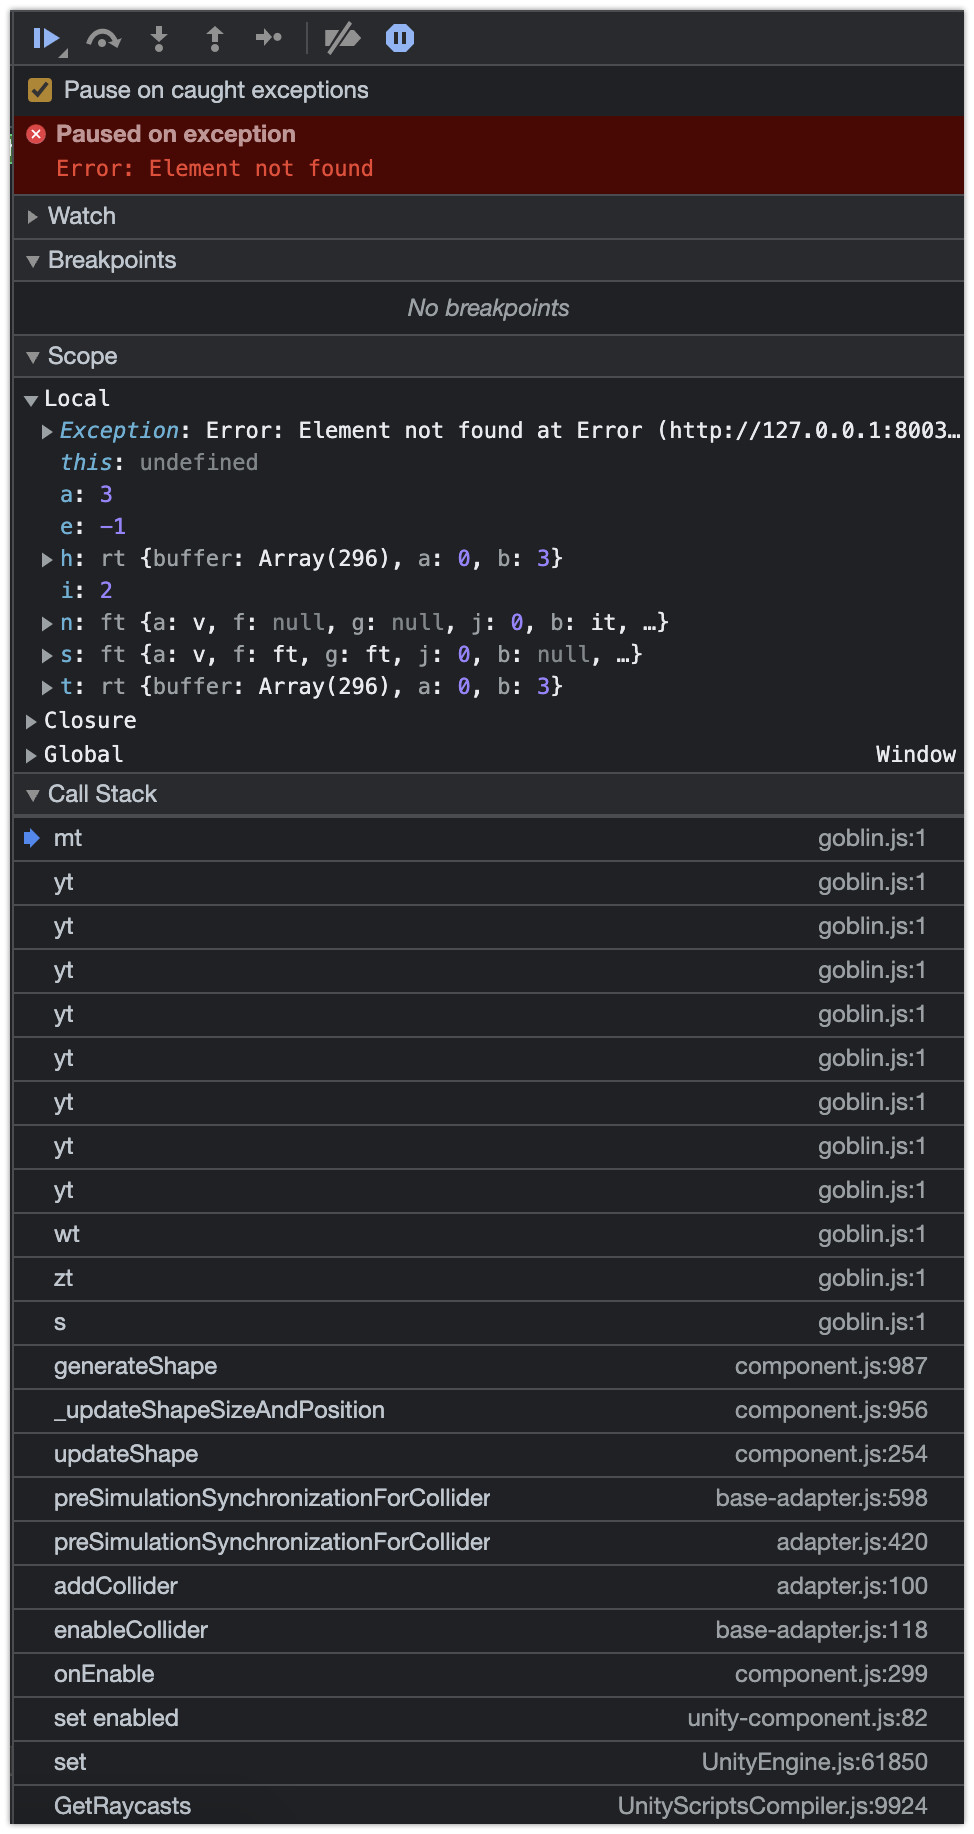 Pause on caught exceptions
Paused on exception
Error: Element not found
Watch
Breakpoints
No breakpoints
Scope
Local
Exception: Error: Element not found at Error (http://127.0.0.1:8003…
this: undefined
a: 3
e: -1
h: rt {buffer: Array(296), a: 0, b: 3}
i: 2
n: ft {a: v, f: null, g: null, j: 0, b: it, …}
s: ft {a: v, f: ft, g: ft, j: 0, b: null, …}
t: rt {buffer: Array(296), a: 0, b: 3}
Closure
Global Window
Call Stack
mt goblin.js:1
yt goblin.js:1
yt goblin.js:1
yt goblin.js:1
yt goblin.js:1
yt goblin.js:1
yt goblin.js:1
yt goblin.js:1
yt goblin.js:1
wt goblin.js:1
zt goblin.js:1
s goblin.js:1
generateShape component.js:987
_updateShapeSizeAndPosition component.js:956
updateShape component.js:254
preSimulationSynchronizationForCollider base-adapter.js:598
preSimulationSynchronizationForCollider adapter.js:420
addCollider adapter.js:100
enableCollider base-adapter.js:118
onEnable component.js:299
set enabled unity-component.js:82
set UnityEngine.js:61850
GetRaycasts UnityScriptsCompiler.js:9924